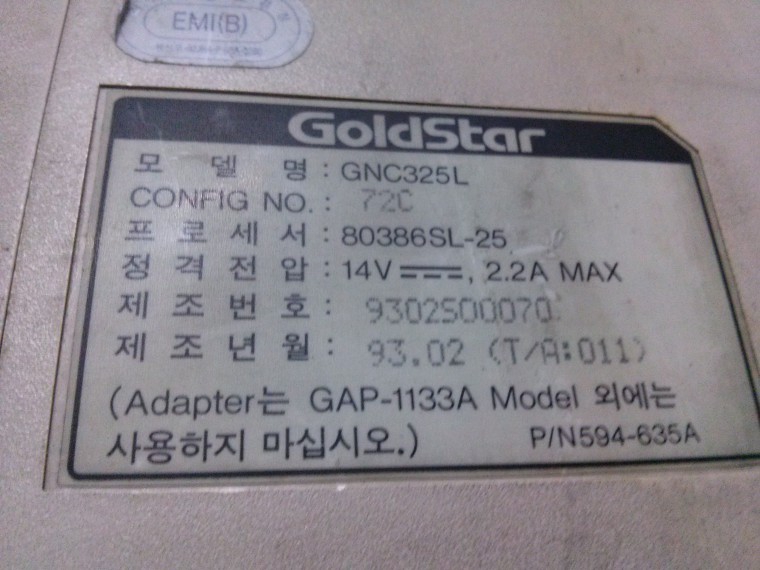 EMI(B)
GoldStar
모 델 명 : GNC325L
CONFIG NO. : 72C
프 로 세 서 : 80386SL-25
정 격 전 압 : 14V ⎓, 2.2A MAX
제 조 번 호 : 9302S00070
제 조 년 월 : 93.02 (T/A:011)
(Adapter는 GAP-1133A Model 외에는
사용하지 마십시오.) P/N594-635A